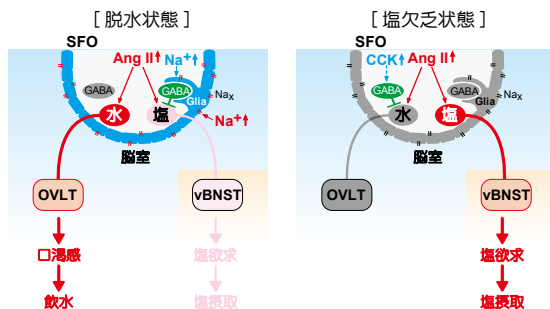 [ 脱水状態 ]
SFO
Ang II↑
Na⁺↑
GABA
GABA
Glia
Naₓ
水
塩
Na⁺↑
脳室
OVLT
vBNST
口渇感
塩欲求
飲水
塩摂取
[ 塩欠乏状態 ]
SFO
CCK↑
Ang II↑
GABA
GABA
Glia
Naₓ
水
塩
脳室
OVLT
vBNST
塩欲求
塩摂取